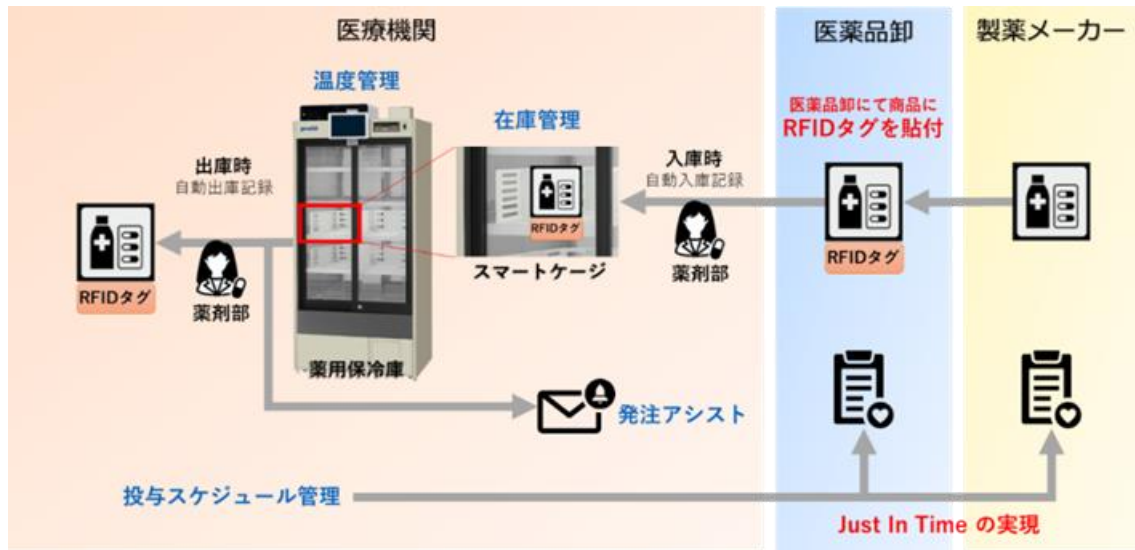 医療機関
医薬品卸
製薬メーカー
温度管理
在庫管理
医薬品卸にて商品に
RFIDタグを貼付
出庫時
自動出庫記録
入庫時
自動入庫記録
RFIDタグ
薬剤部
薬用保冷庫
RFIDタグ
スマートケージ
薬剤部
RFIDタグ
発注アシスト
投与スケジュール管理
Just In Time の実現